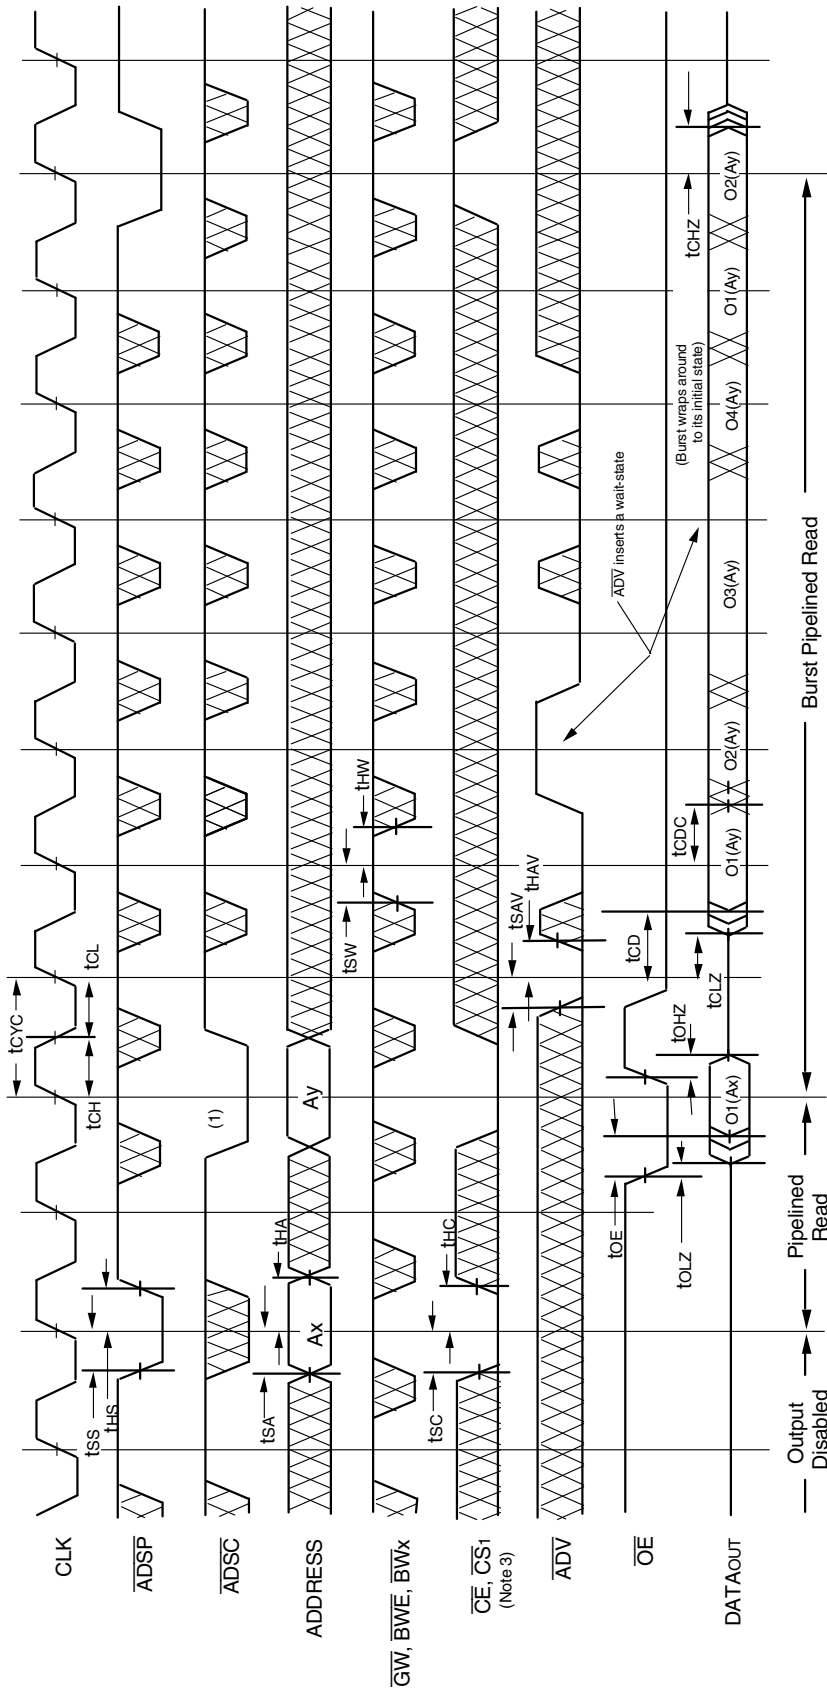 CLK
tCYC
tCH
tCL
tSS
tHS
ADSP
ADSC
(1)
tSA
tHA
ADDRESS
Ax
Ay
tSW
tHW
GW, BWE, BWx
tSC
tHC
CE, CS1
(Note 3)
tSAV
tHAV
ADV
ADV inserts a wait-state
tOE
tOLZ
OE
tOHZ
tCD
tCLZ
tCDC
(Burst wraps around
to its initial state)
tCHZ
DATAOUT
O1(Ax)
O1(Ay)
O2(Ay)
O3(Ay)
O4(Ay)
O1(Ay)
O2(Ay)
Output
Disabled
Pipelined
Read
Burst Pipelined Read